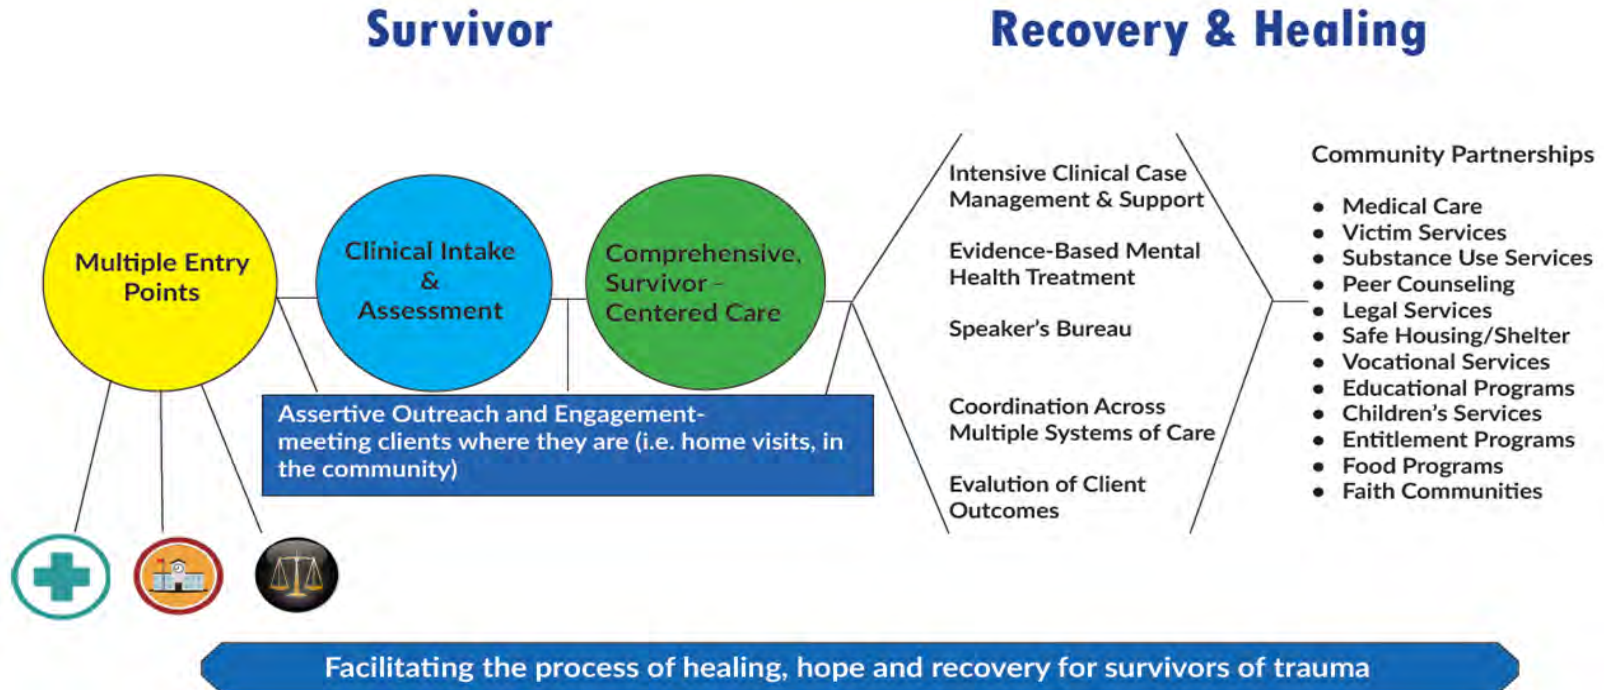 Survivor
Recovery & Healing
Multiple Entry
Points
Clinical Intake
&
Assessment
Comprehensive,
Survivor –
Centered Care
Assertive Outreach and Engagement-
meeting clients where they are (i.e. home visits, in
the community)
Intensive Clinical Case
Management & Support
Evidence-Based Mental
Health Treatment
Speaker's Bureau
Coordination Across
Multiple Systems of Care
Evalution of Client
Outcomes
Community Partnerships
• Medical Care
• Victim Services
• Substance Use Services
• Peer Counseling
• Legal Services
• Safe Housing/Shelter
• Vocational Services
• Educational Programs
• Children's Services
• Entitlement Programs
• Food Programs
• Faith Communities
Facilitating the process of healing, hope and recovery for survivors of trauma